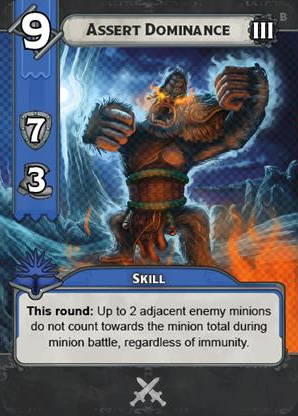 9
ASSERT DOMINANCE
III
B
7
3
SKILL
This round: Up to 2 adjacent enemy minions
do not count towards the minion total during
minion battle, regardless of immunity.